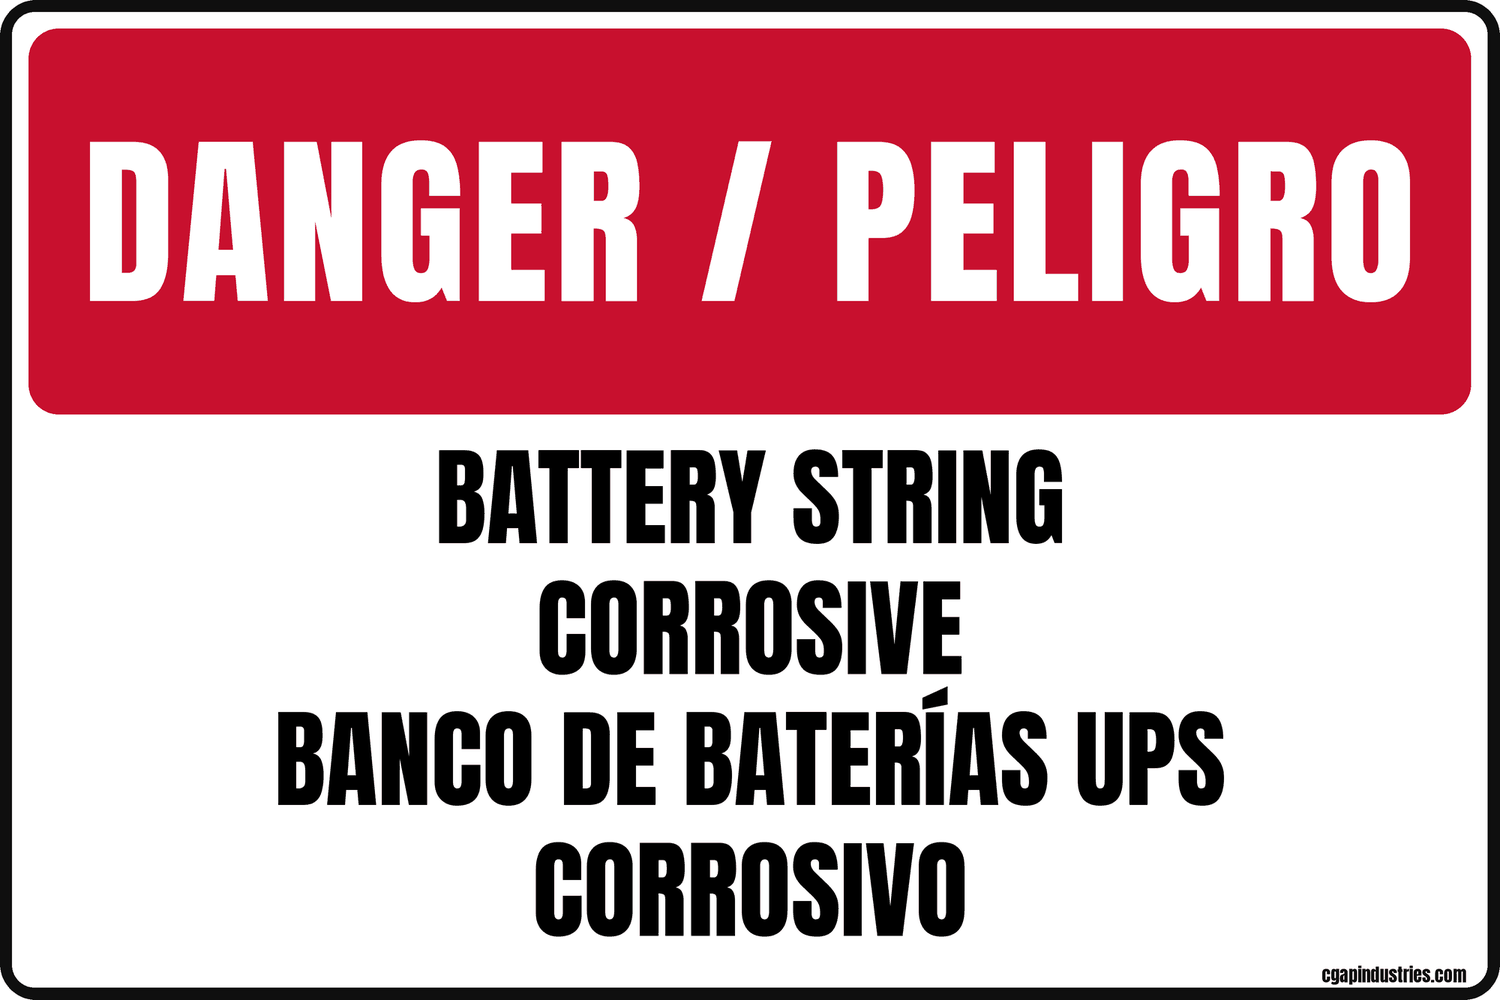 DANGER / PELIGRO
BATTERY STRING
CORROSIVE
BANCO DE BATERÍAS UPS
CORROSIVO
cgapindustries.com